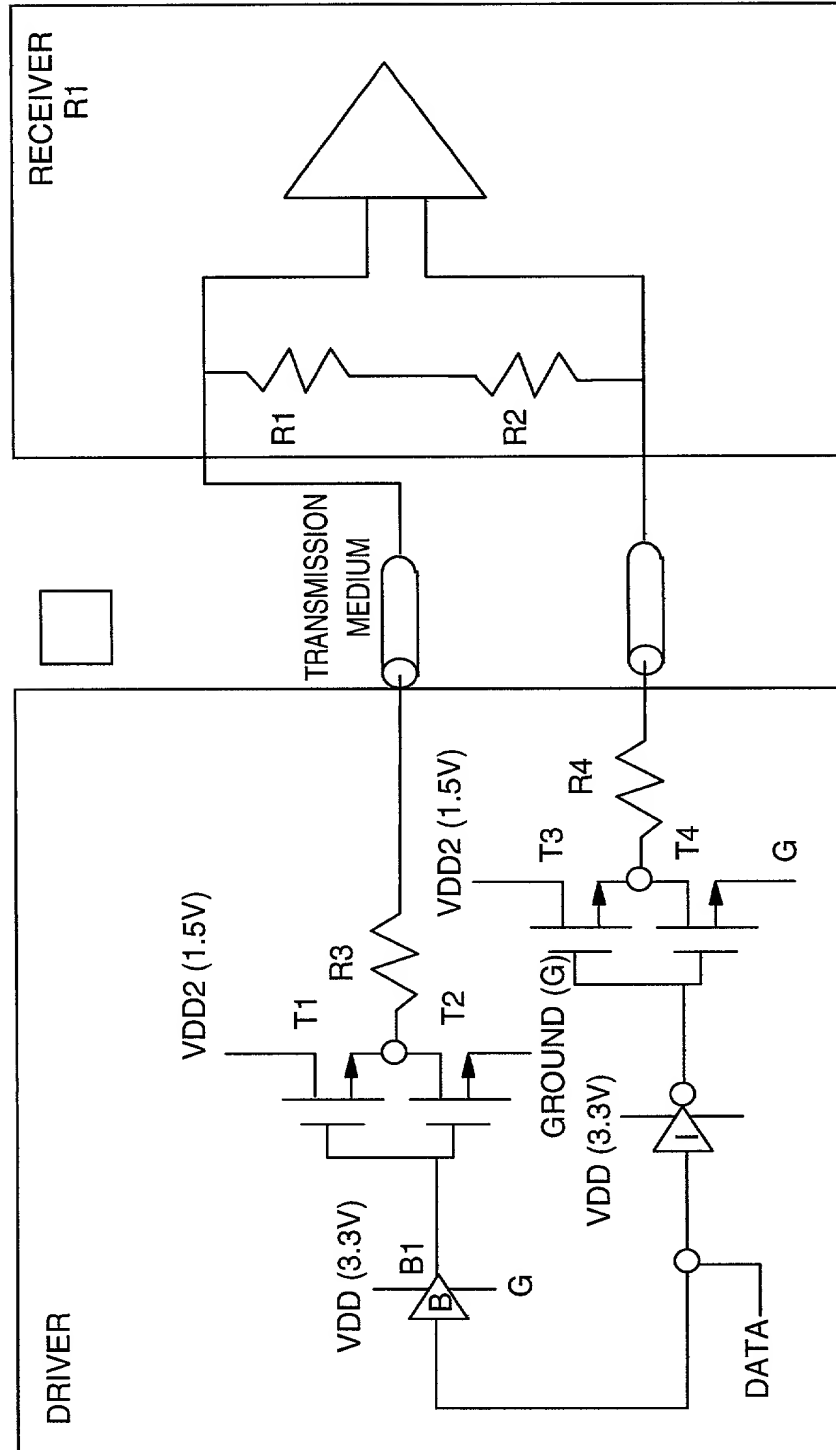 DRIVER
DATA
VDD (3.3V)
B
B1
G
VDD (3.3V)
I
VDD2 (1.5V)
T1
T2
R3
GROUND (G)
VDD2 (1.5V)
T3
T4
R4
G
TRANSMISSION
MEDIUM
RECEIVER
R1
R1
R2